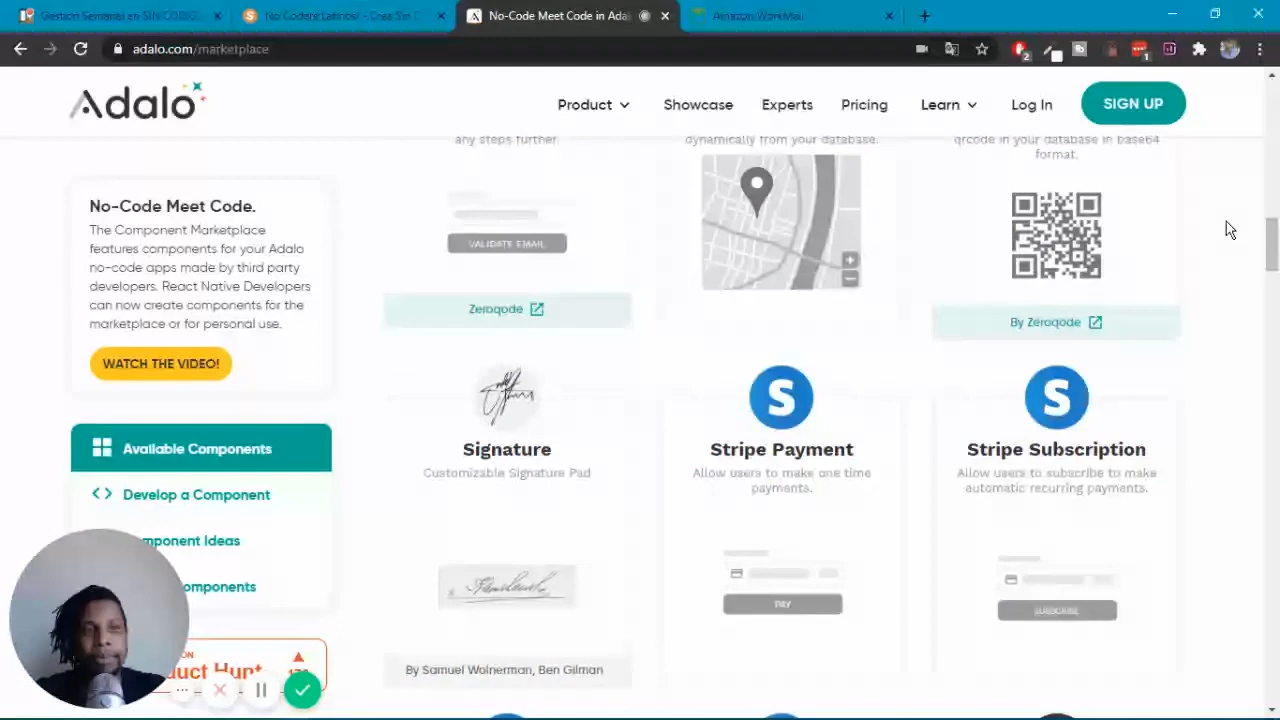 Gestion Semanal en SIN CODIGO
No Coders Latinos! - Crea Sin C
No-Code Meet Code in Adal
Amazon WorkMail
adalo.com/marketplace
2
1
Adalo
Product
Showcase
Experts
Pricing
Learn
Log In
SIGN UP
any steps further.
dynamically from your database.
qrcode in your database in base64
format.
No-Code Meet Code.
The Component Marketplace
features components for your Adalo
no-code apps made by third party
developers. React Native Developers
can now create components for the
marketplace or for personal use.
WATCH THE VIDEO!
VALIDATE EMAIL
Zeroqode
By Zeroqode
Available Components
Develop a Component
mponent Ideas
omponents
ON
duct Hunt
Signature
Customizable Signature Pad
By Samuel Wolnerman, Ben Gilman
S
Stripe Payment
Allow users to make one time
payments.
PAY
S
Stripe Subscription
Allow users to subscribe to make
automatic recurring payments.
SUBSCRIBE